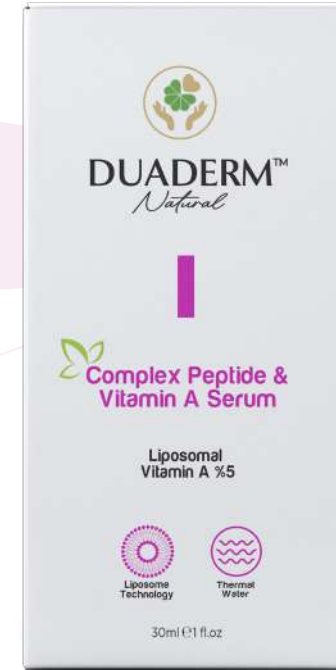 DUADERM™
Natural
Complex Peptide &
Vitamin A Serum
Liposomal
Vitamin A %5
Liposome
Technology
Thermal
Water
30ml ℮1 fl.oz